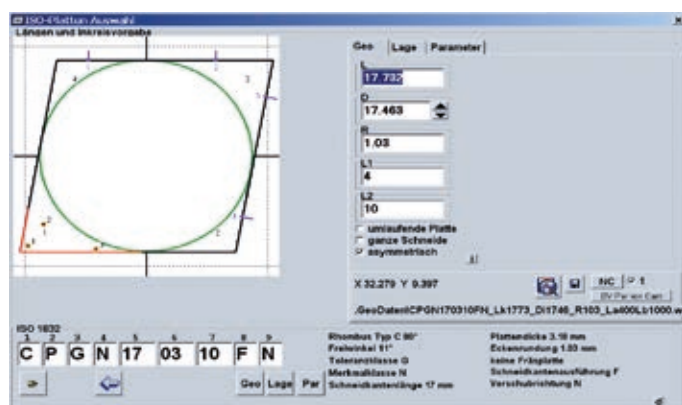 ISO-Platten Auswahl
Längen und Inkreisvorgabe
Geo Lage Parameter
L
17.732
D
17.463
R
1.03
L1
4
L2
10
umlaufende Platte
ganze Schneide
asymmetrisch
X 32.279 Y 9.397
NC 1
.GeoDaten\CPGN170310FN_Lk1773_Di1746_R103_La400Lb1000.w
ISO 1832
1 2 3 4 5 6 7 8 9
C P G N 17 03 10 F N
Geo Lage Par
Rhombus Typ C 80°
Freiwinkel 11°
Toleranzklasse G
Merkmalklasse N
Schneidkantenlänge 17 mm
Plattendicke 3.18 mm
Eckenrundung 1.03 mm
keine Fräsplatte
Schneidkantenausführung F
Vorschubrichtung N